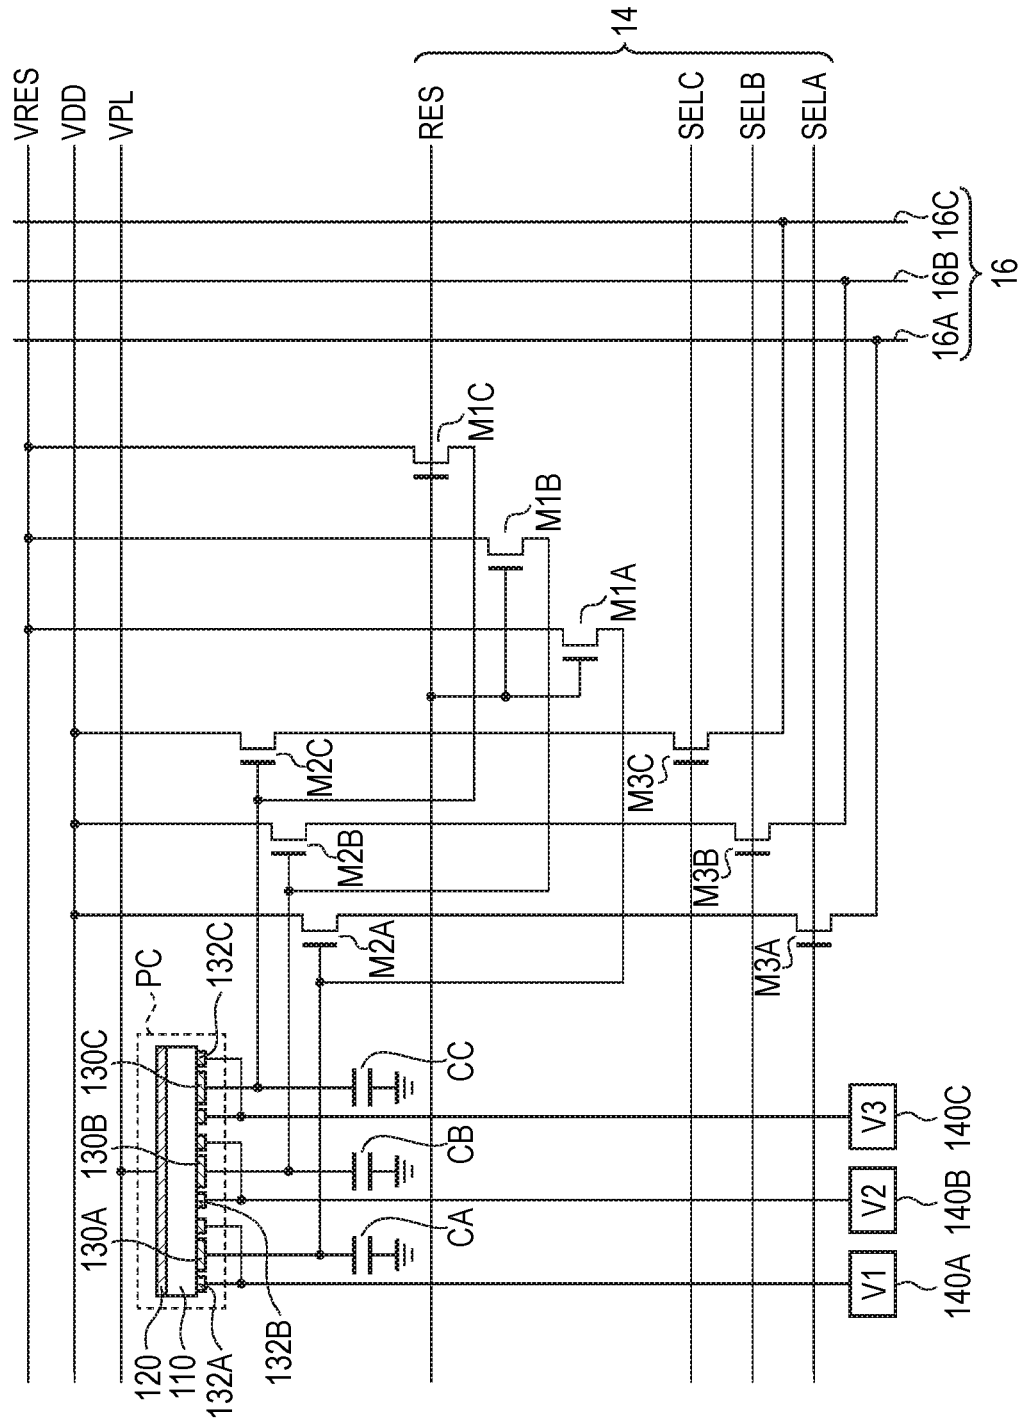 VRES
VDD
VPL
RES
SELC
SELB
SELA
14
16C
16B
16A
16
M1C
M1B
M1A
M2C
M2B
M2A
M3C
M3B
M3A
PC
132C
130C
130B
130A
120
110
132A
132B
CC
CB
CA
V3
V2
V1
140C
140B
140A